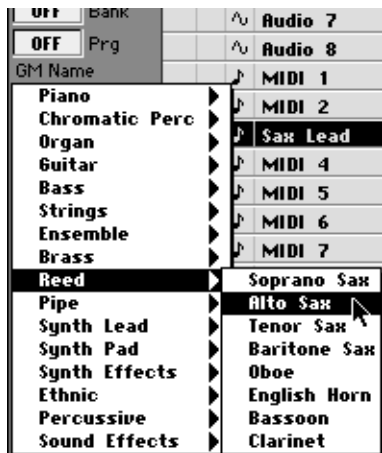 OFF Bank
OFF Prg
GM Name
Piano
Chromatic Perc
Organ
Guitar
Bass
Strings
Ensemble
Brass
Reed
Pipe
Synth Lead
Synth Pad
Synth Effects
Ethnic
Percussive
Sound Effects
Audio 7
Audio 8
MIDI 1
MIDI 2
Sax Lead
MIDI 4
MIDI 5
MIDI 6
MIDI 7
Soprano Sax
Alto Sax
Tenor Sax
Baritone Sax
Oboe
English Horn
Bassoon
Clarinet